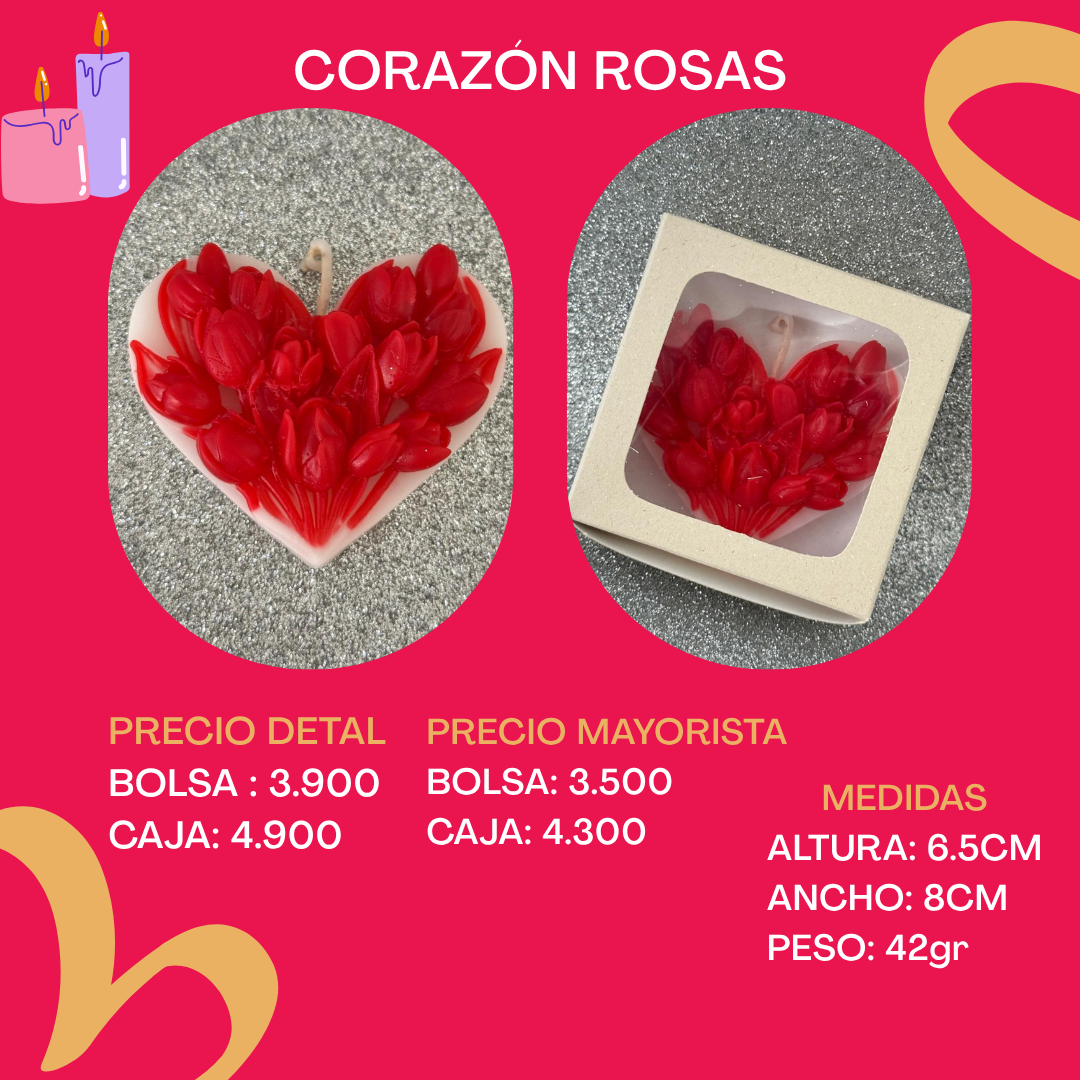 CORAZÓN ROSAS
PRECIO DETAL
BOLSA : 3.900
CAJA: 4.900
PRECIO MAYORISTA
BOLSA: 3.500
CAJA: 4.300
MEDIDAS
ALTURA: 6.5CM
ANCHO: 8CM
PESO: 42gr